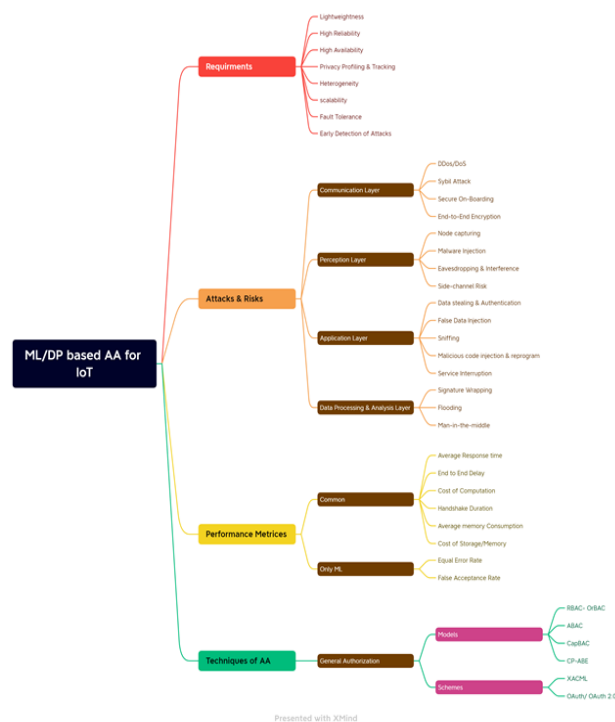 Lightweightness
High-Reliability
High Availability
Requirments
Privacy Profiling & Tracking
Heterogeneity
scalability
Fault Tolerance
Early Detection of Attacks
DDos/DoS
Communication Layer
Sybil Attack
Secure On-Boarding
End-to-End Encryption
Node capturing
Perception Layer
Malware Injection
Eavesdropping & Interference
Side-channel Risk
Attacks & Risks
Data stealing & Authentication
False Data Injection
Application Layer
Sniffing
Malicious code injection & reprogram
Service Interruption
ML/DP based AA for
IoT
Signature Wrapping
Data Processing & Analysis Layer
Flooding
Man-in-the-middle
Average Response time
End to End Delay
Common
Cost of Computation
Handshake Duration
Average memory Consumption
Cost of Storage/Memory
Performance Metrices
Equal Error Rate
Only ML
False Acceptance Rate
RBAC- OrBAC
Models
ABAC
CapBAC
CP-ABE
Techniques of AA
General Authorization
XACML
Schemes
OAuth/ OAuth 2.0
Presented with XMind